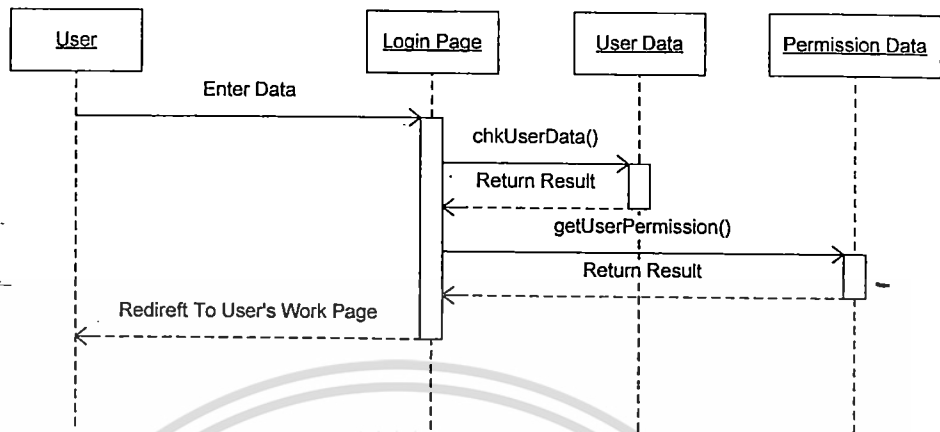 User
Login Page
User Data
Permission Data
Enter Data
chkUserData()
Return Result
getUserPermission()
Return Result
Redireft To User's Work Page